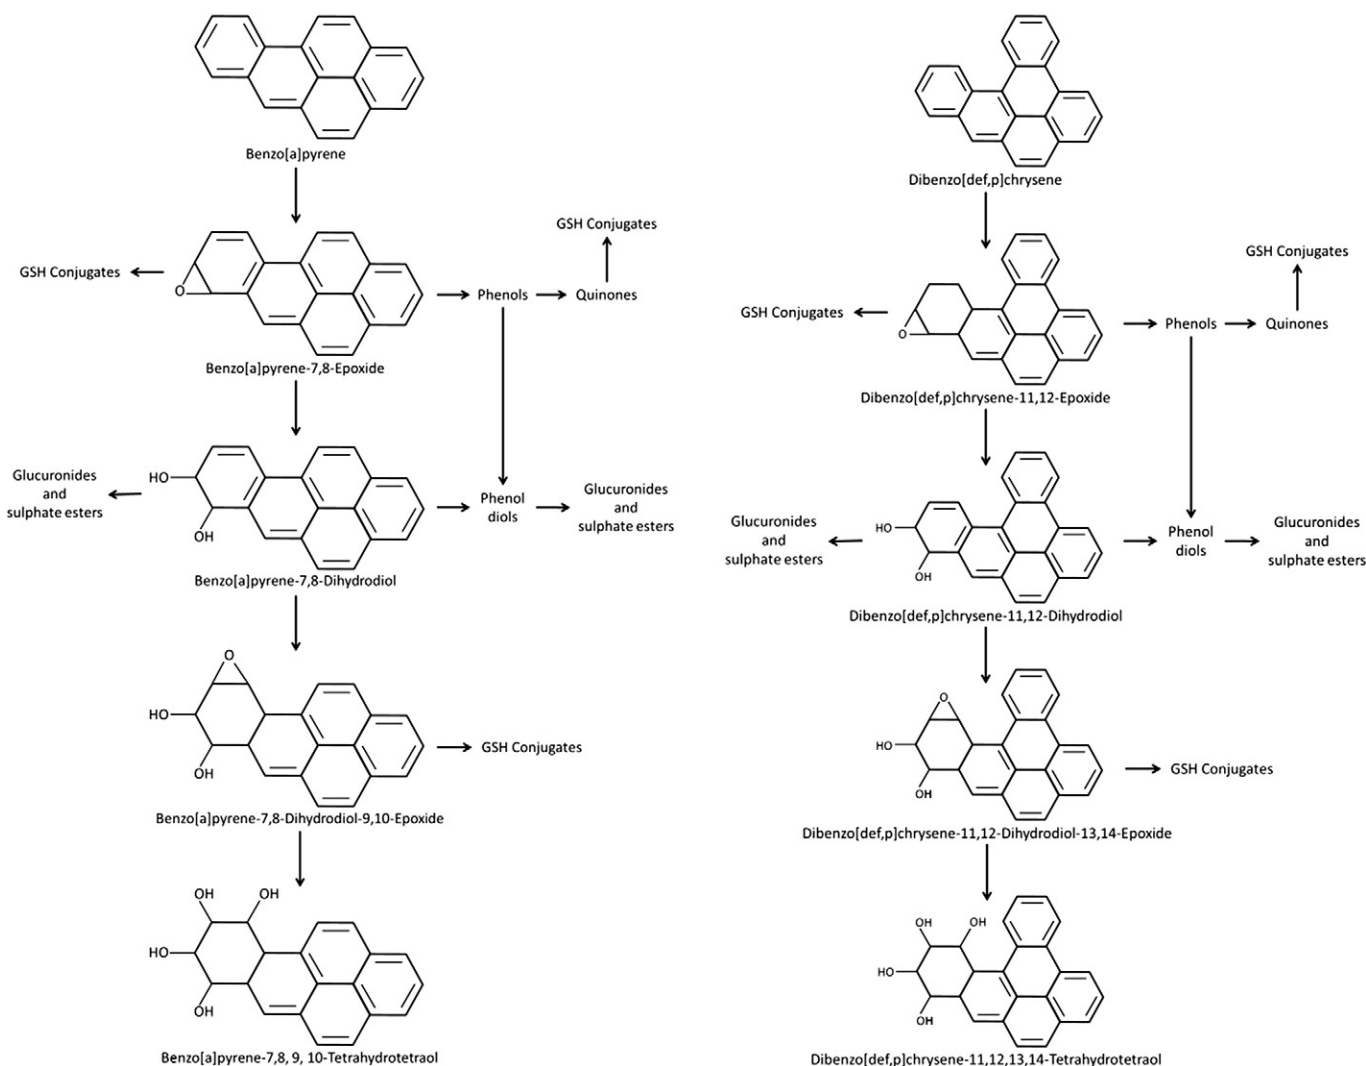 Benzo[a]pyrene
GSH Conjugates
O
Phenols
Quinones
GSH Conjugates
Benzo[a]pyrene-7,8-Epoxide
Glucuronides
and
sulphate esters
HO
OH
Phenol
diols
Glucuronides
and
sulphate esters
Benzo[a]pyrene-7,8-Dihydrodiol
O
HO
OH
GSH Conjugates
Benzo[a]pyrene-7,8-Dihydrodiol-9,10-Epoxide
OH
OH
HO
OH
Benzo[a]pyrene-7,8, 9, 10-Tetrahydrotetraol
Dibenzo[def,p]chrysene
GSH Conjugates
O
Phenols
Quinones
GSH Conjugates
Dibenzo[def,p]chrysene-11,12-Epoxide
Glucuronides
and
sulphate esters
HO
OH
Phenol
diols
Glucuronides
and
sulphate esters
Dibenzo[def,p]chrysene-11,12-Dihydrodiol
O
HO
OH
GSH Conjugates
Dibenzo[def,p]chrysene-11,12-Dihydrodiol-13,14-Epoxide
OH
OH
HO
OH
Dibenzo[def,p]chrysene-11,12,13,14-Tetrahydrotetraol